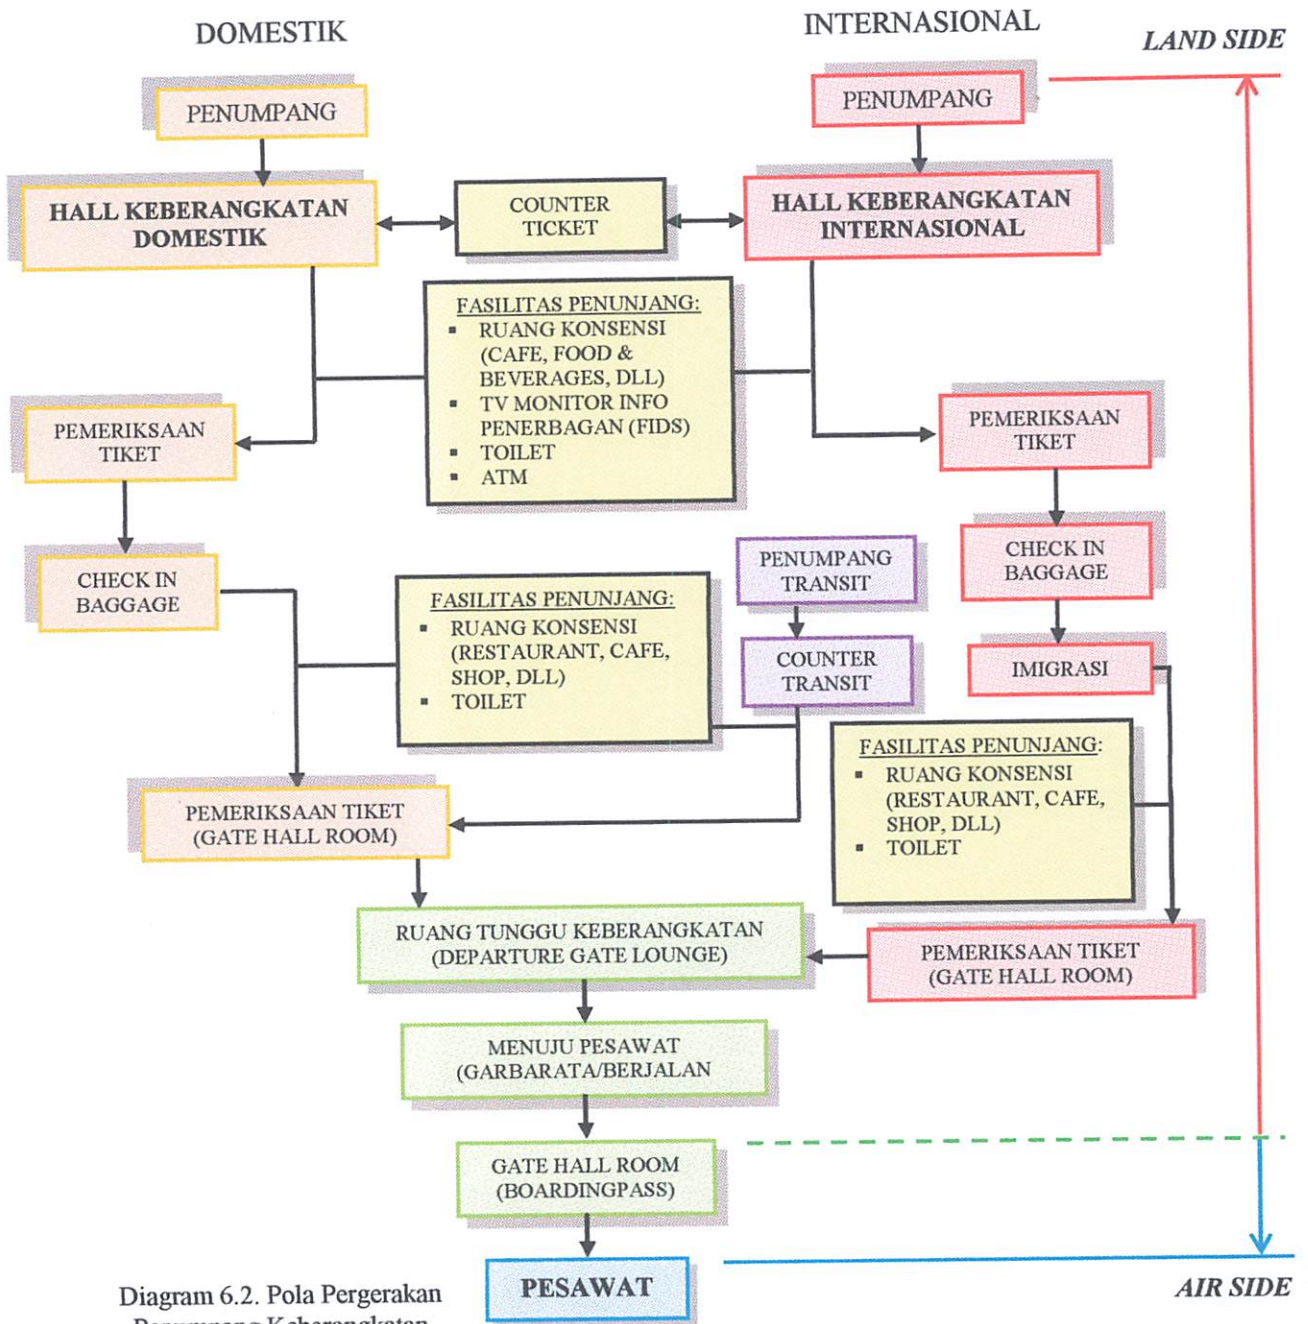 DOMESTIK
INTERNASIONAL
LAND SIDE
PENUMPANG
PENUMPANG
HALL KEBERANGKATAN
DOMESTIK
COUNTER
TICKET
HALL KEBERANGKATAN
INTERNASIONAL
FASILITAS PENUNJANG:
▪ RUANG KONSENSI
(CAFE, FOOD &
BEVERAGES, DLL)
▪ TV MONITOR INFO
PENERBAGAN (FIDS)
▪ TOILET
▪ ATM
PEMERIKSAAN
TIKET
PEMERIKSAAN
TIKET
CHECK IN
BAGGAGE
FASILITAS PENUNJANG:
▪ RUANG KONSENSI
(RESTAURANT, CAFE,
SHOP, DLL)
▪ TOILET
PENUMPANG
TRANSIT
COUNTER
TRANSIT
CHECK IN
BAGGAGE
IMIGRASI
FASILITAS PENUNJANG:
▪ RUANG KONSENSI
(RESTAURANT, CAFE,
SHOP, DLL)
▪ TOILET
PEMERIKSAAN TIKET
(GATE HALL ROOM)
RUANG TUNGGU KEBERANGKATAN
(DEPARTURE GATE LOUNGE)
PEMERIKSAAN TIKET
(GATE HALL ROOM)
MENUJU PESAWAT
(GARBARATA/BERJALAN
GATE HALL ROOM
(BOARDINGPASS)
PESAWAT
AIR SIDE
Diagram 6.2. Pola Pergerakan
Penumpang Keberangkatan